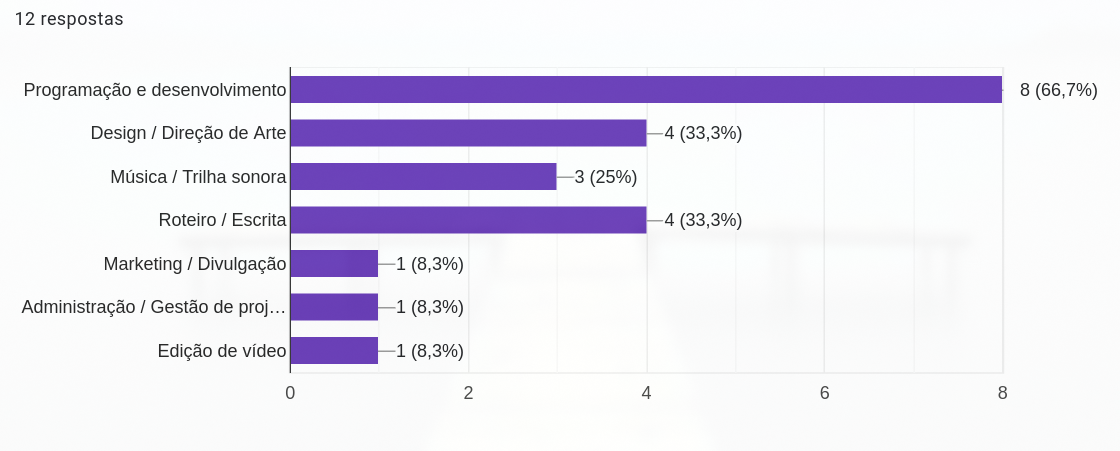 12 respostas
Programação e desenvolvimento 8 (66,7%)
Design / Direção de Arte 4 (33,3%)
Música / Trilha sonora 3 (25%)
Roteiro / Escrita 4 (33,3%)
Marketing / Divulgação 1 (8,3%)
Administração / Gestão de proj… 1 (8,3%)
Edição de vídeo 1 (8,3%)
0 2 4 6 8